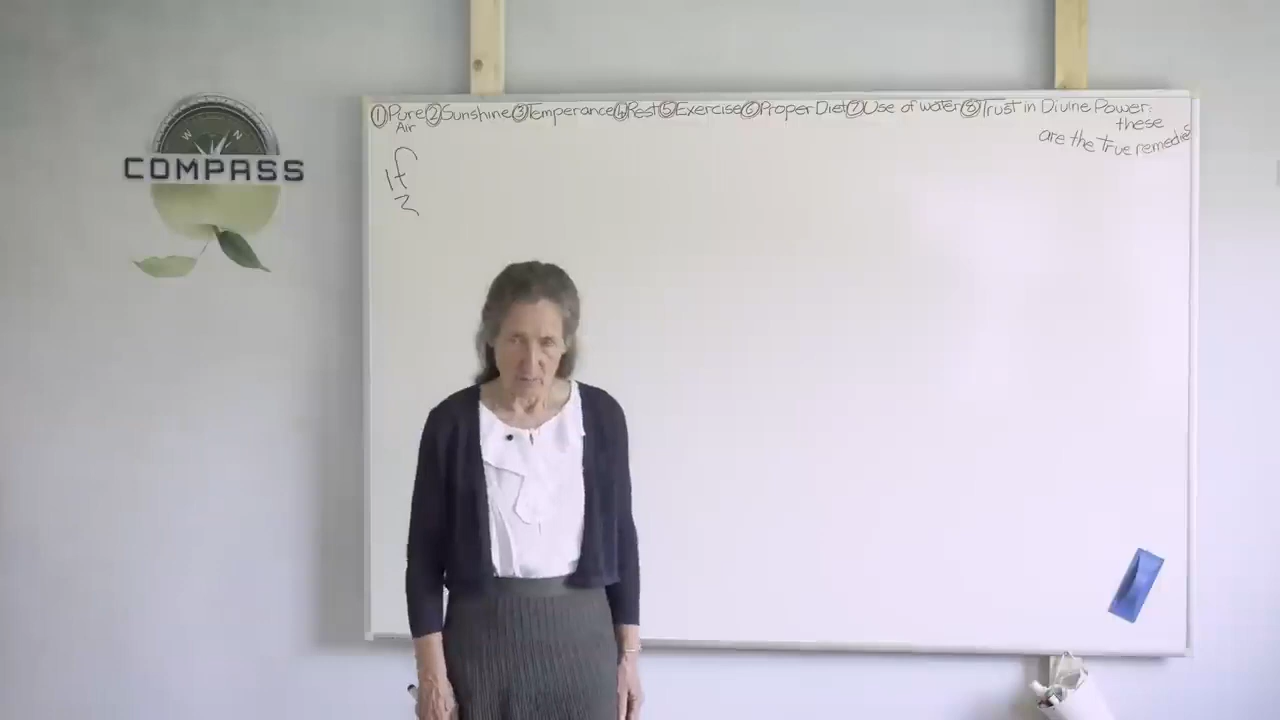 W N
COMPASS
①Pure ②Sunshine ③Temperance ④Rest ⑤Exercise ⑥Proper Diet ⑦Use of water ⑧Trust in Divine Power:
Air
these
are the true remedies